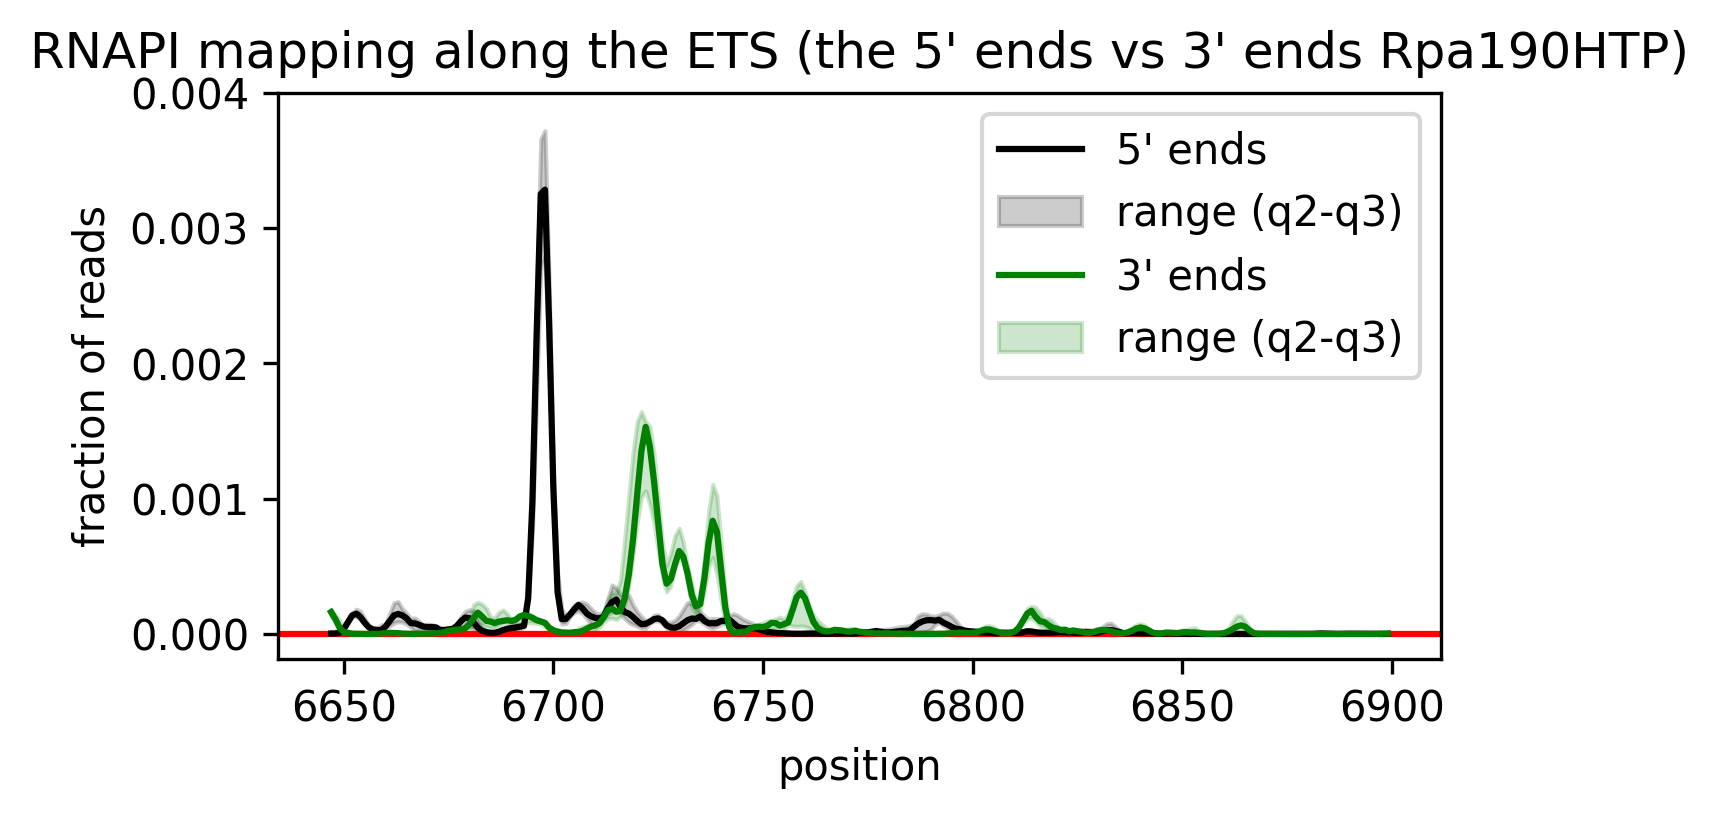 RNAPI mapping along the ETS (the 5' ends vs 3' ends Rpa190HTP)
0.004
0.003
0.002
0.001
0.000
fraction of reads
5' ends
range (q2-q3)
3' ends
range (q2-q3)
6650 6700 6750 6800 6850 6900
position